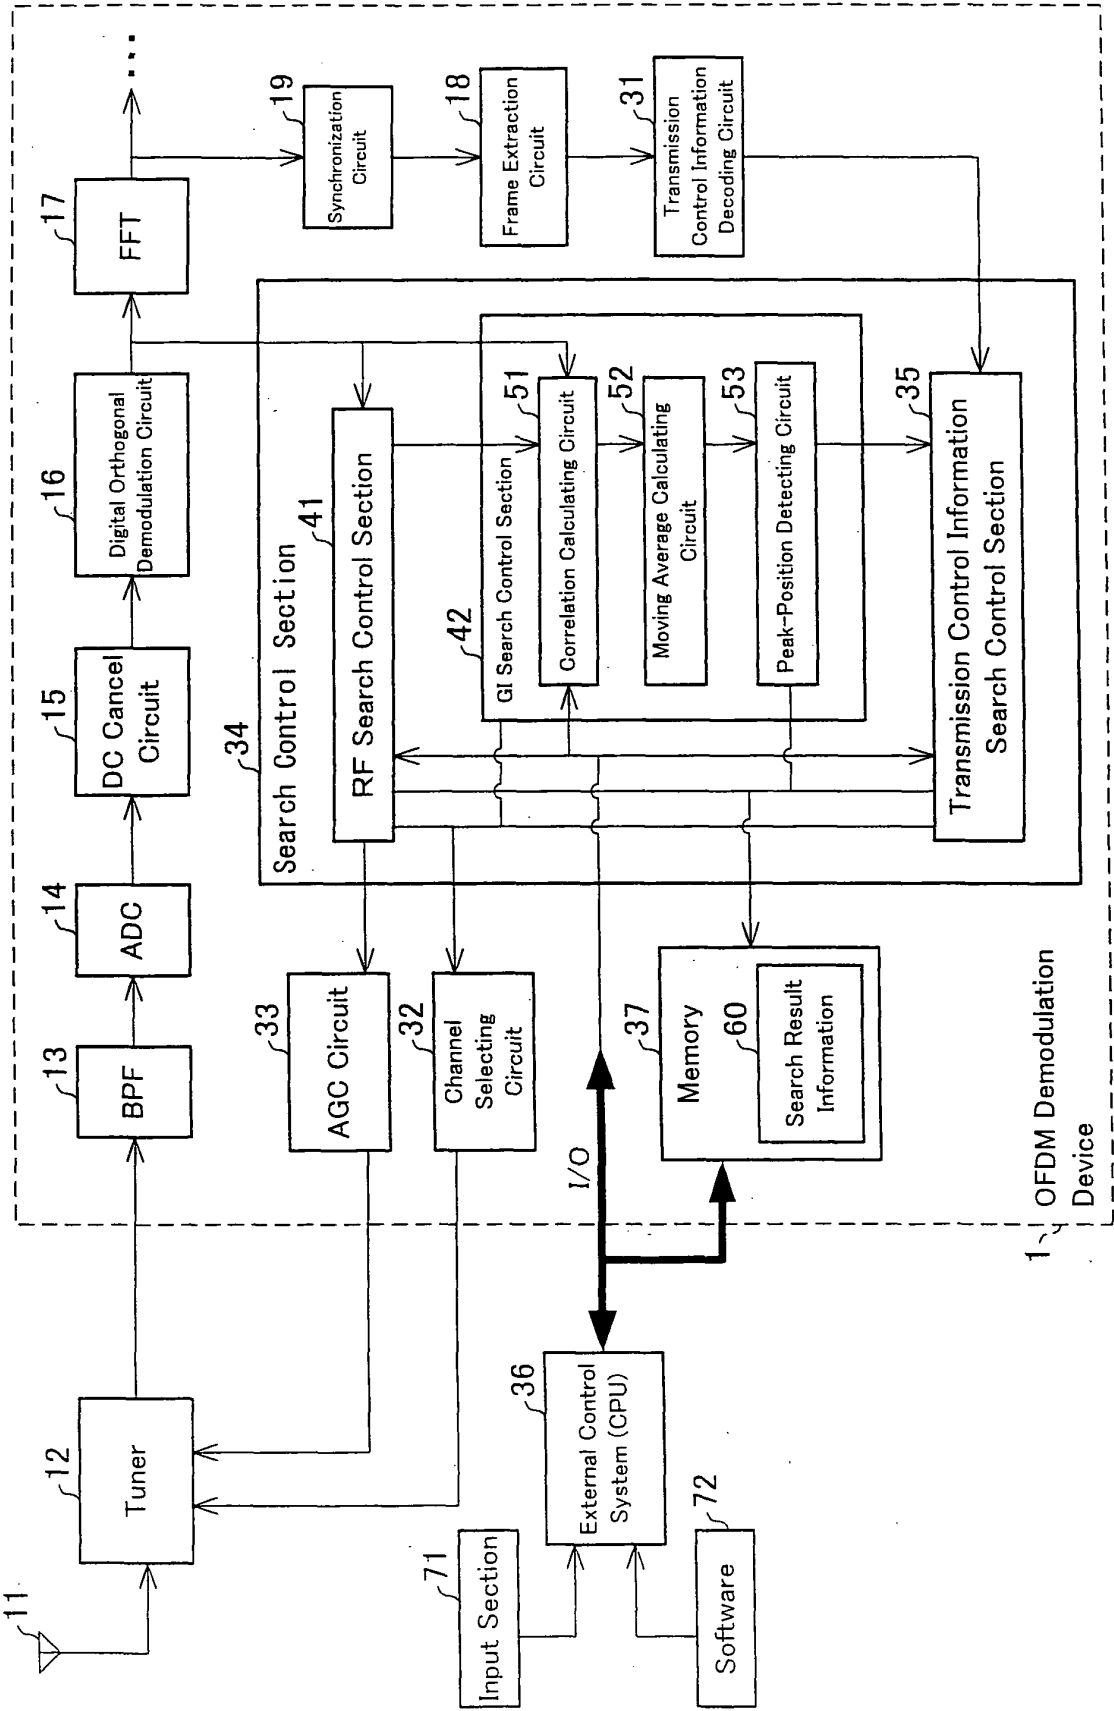 11
12
Tuner
13
BPF
14
ADC
15
DC Cancel
Circuit
16
Digital Orthogonal
Demodulation Circuit
17
FFT
...
19
Synchronization
Circuit
18
Frame Extraction
Circuit
31
Transmission
Control Information
Decoding Circuit
33
AGC Circuit
32
Channel
Selecting
Circuit
34
Search Control Section
41
RF Search Control Section
42
GI Search Control Section
51
Correlation Calculating Circuit
52
Moving Average Calculating
Circuit
53
Peak-Position Detecting Circuit
35
Transmission Control Information
Search Control Section
71
Input Section
72
Software
36
External Control
System (CPU)
I/O
37
Memory
60
Search Result
Information
1
OFDM Demodulation
Device